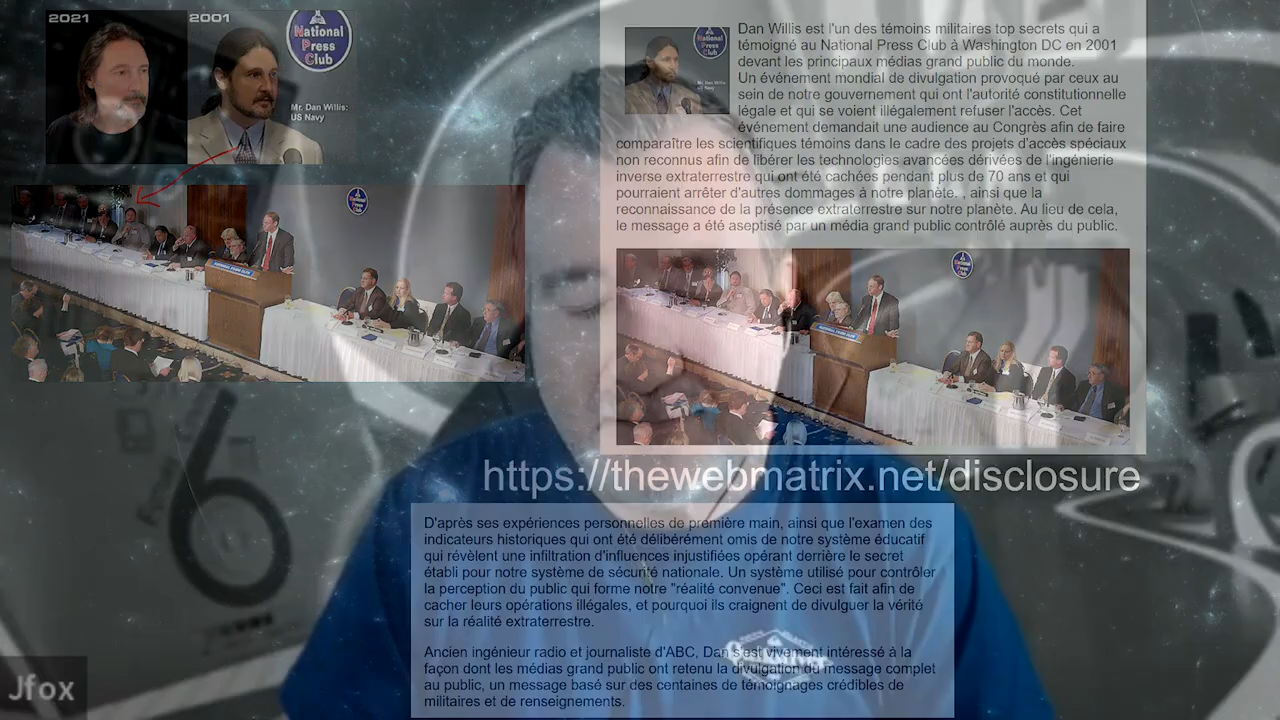 2021
2001
National
Press
Club
Mr. Dan Willis:
US Navy
Dan Willis est l'un des témoins militaires top secrets qui a
témoigné au National Press Club à Washington DC en 2001
devant les principaux médias grand public du monde.
Un événement mondial de divulgation provoqué par ceux au
sein de notre gouvernement qui ont l'autorité constitutionnelle
légale et qui se voient illégalement refuser l'accès. Cet
événement demandait une audience au Congrès afin de faire
comparaître les scientifiques témoins dans le cadre des projets d'accès spéciaux
non reconnus afin de libérer les technologies avancées dérivées de l'ingénierie
inverse extraterrestre qui ont été cachées pendant plus de 70 ans et qui
pourraient arrêter d'autres dommages à notre planète. , ainsi que la
reconnaissance de la présence extraterrestre sur notre planète. Au lieu de cela,
le message a été aseptisé par un média grand public contrôlé auprès du public.
National
Press
Club
Mr. Dan Willis
US Navy
NATIONAL PRESS CLUB
https://thewebmatrix.net/disclosure
D'après ses expériences personnelles de première main, ainsi que l'examen des
indicateurs historiques qui ont été délibérément omis de notre système éducatif
qui révèlent une infiltration d'influences injustifiées opérant derrière le secret
établi pour notre système de sécurité nationale. Un système utilisé pour contrôler
la perception du public qui forme notre "réalité convenue". Ceci est fait afin de
cacher leurs opérations illégales, et pourquoi ils craignent de divulguer la vérité
sur la réalité extraterrestre.
Ancien ingénieur radio et journaliste d'ABC, Dan s'est vivement intéressé à la
façon dont les médias grand public ont retenu la divulgation du message complet
au public, un message basé sur des centaines de témoignages crédibles de
militaires et de renseignements.
6
Jfox